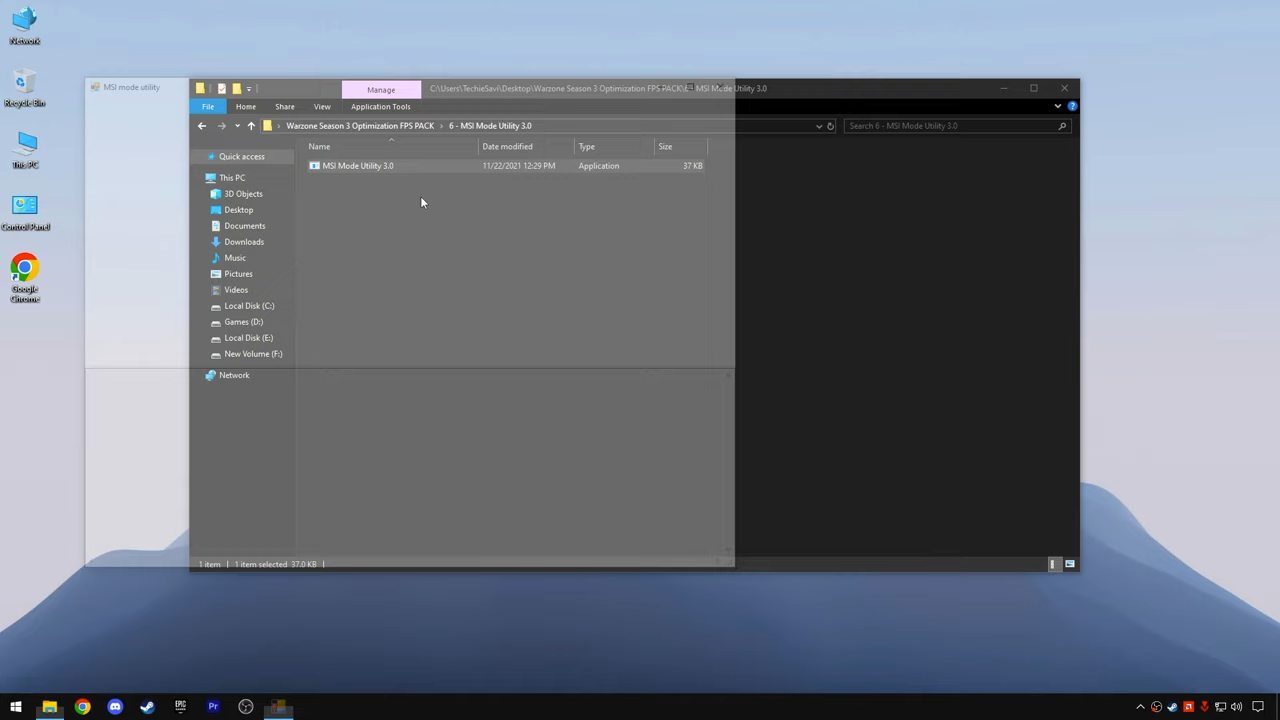 Network
Recycle Bin
This PC
Control Panel
Google
Chrome
MSI mode utility
Manage
C:\Users\TechieSavi\Desktop\Warzone Season 3 Optimization FPS PACK\
MSI Mode Utility 3.0
File
Home
Share
View
Application Tools
Warzone Season 3 Optimization FPS PACK
6 - MSI Mode Utility 3.0
Search 6 - MSI Mode Utility 3.0
Name
Date modified
Type
Size
MSI Mode Utility 3.0
11/22/2021 12:29 PM
Application
37 KB
Quick access
This PC
3D Objects
Desktop
Documents
Downloads
Music
Pictures
Videos
Local Disk (C:)
Games (D:)
Local Disk (E:)
New Volume (F:)
Network
1 item
1 item selected 37.0 KB
EPIC
Pr